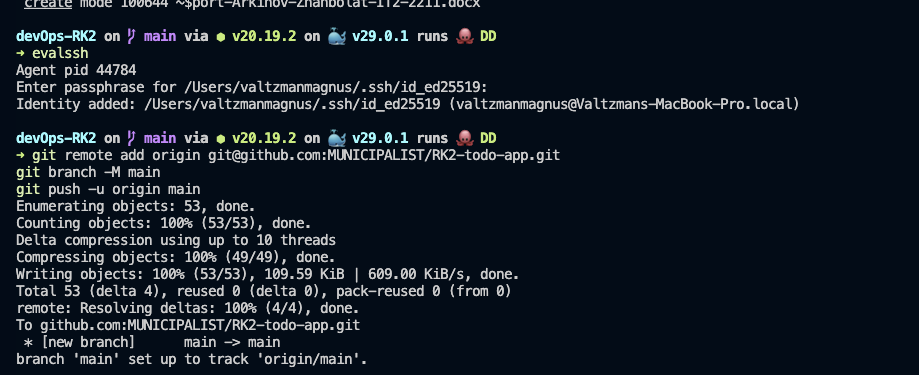 create mode 100644 ~$port-Arkinov-Zhanbolat-IT2-2211.docx
devOps-RK2 on main via v20.19.2 on v29.0.1 runs DD
→ evalssh
Agent pid 44784
Enter passphrase for /Users/valtzmanmagnus/.ssh/id_ed25519:
Identity added: /Users/valtzmanmagnus/.ssh/id_ed25519 (valtzmanmagnus@Valtzmans-MacBook-Pro.local)
devOps-RK2 on main via v20.19.2 on v29.0.1 runs DD
→ git remote add origin git@github.com:MUNICIPALIST/RK2-todo-app.git
git branch -M main
git push -u origin main
Enumerating objects: 53, done.
Counting objects: 100% (53/53), done.
Delta compression using up to 10 threads
Compressing objects: 100% (49/49), done.
Writing objects: 100% (53/53), 109.59 KiB | 609.00 KiB/s, done.
Total 53 (delta 4), reused 0 (delta 0), pack-reused 0 (from 0)
remote: Resolving deltas: 100% (4/4), done.
To github.com:MUNICIPALIST/RK2-todo-app.git
 * [new branch]      main -> main
branch 'main' set up to track 'origin/main'.